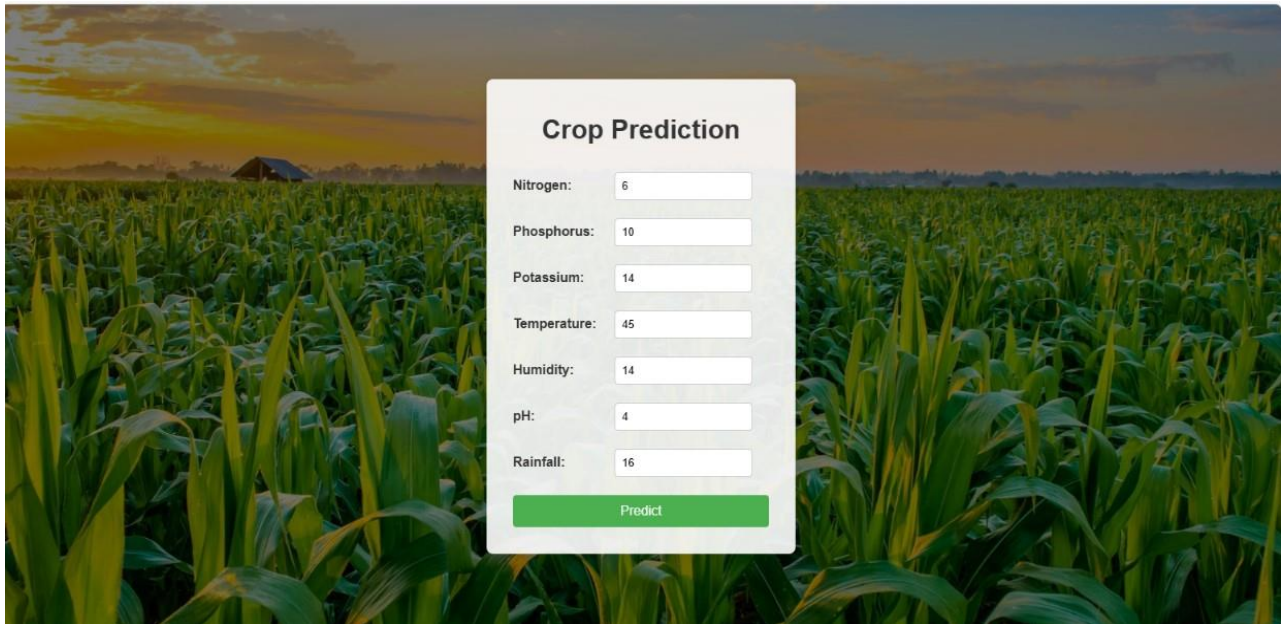 Crop Prediction
Nitrogen: 6
Phosphorus: 10
Potassium: 14
Temperature: 45
Humidity: 14
pH: 4
Rainfall: 16
Predict